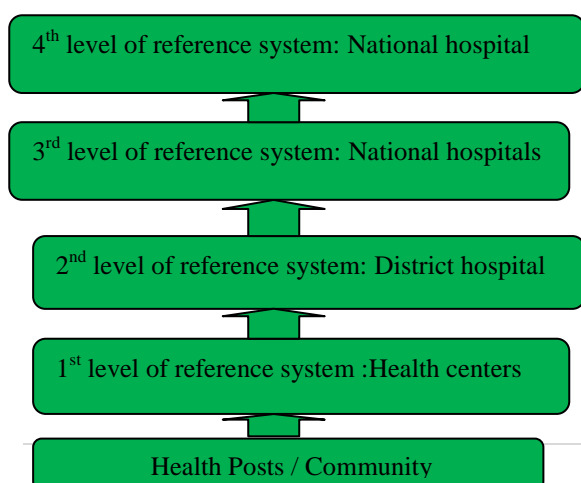 4th level of reference system: National hospital
3rd level of reference system: National hospitals
2nd level of reference system: District hospital
1st level of reference system :Health centers
Health Posts / Community